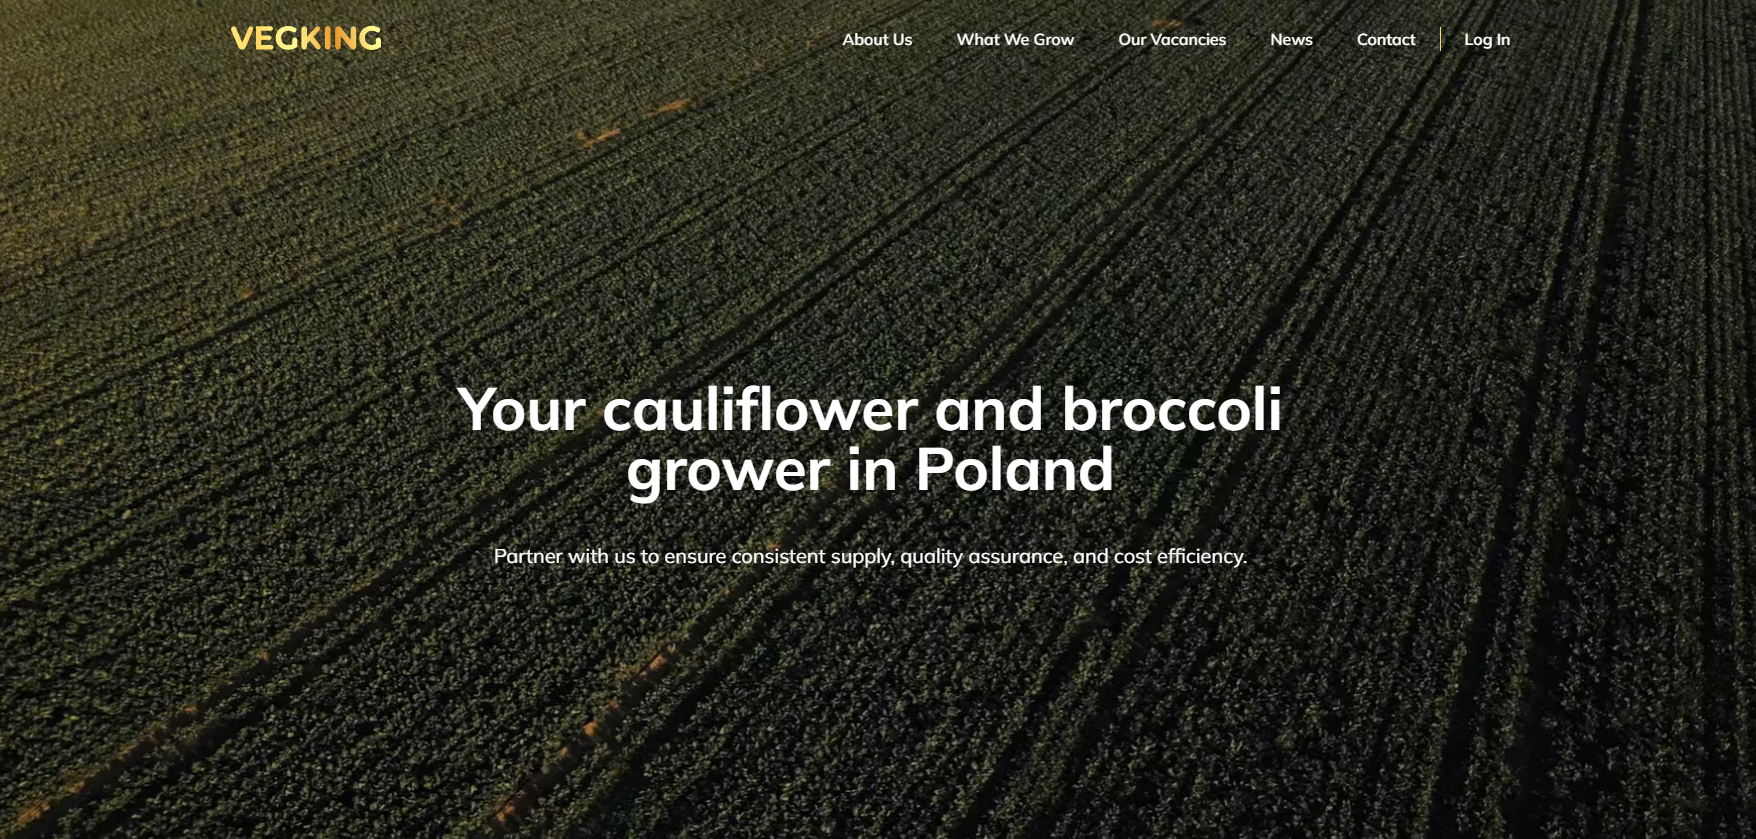 VEGKING
About Us
What We Grow
Our Vacancies
News
Contact
Log In
Your cauliflower and broccoli
grower in Poland
Partner with us to ensure consistent supply, quality assurance, and cost efficiency.